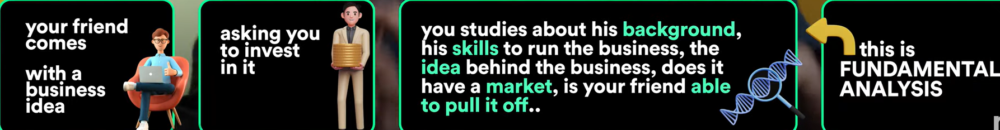 your friend
comes
with a
business
idea
asking you
to invest
in it
you studies about his background,
his skills to run the business, the
idea behind the business, does it
have a market, is your friend able
to pull it off..
this is
FUNDAMENTAL
ANALYSIS